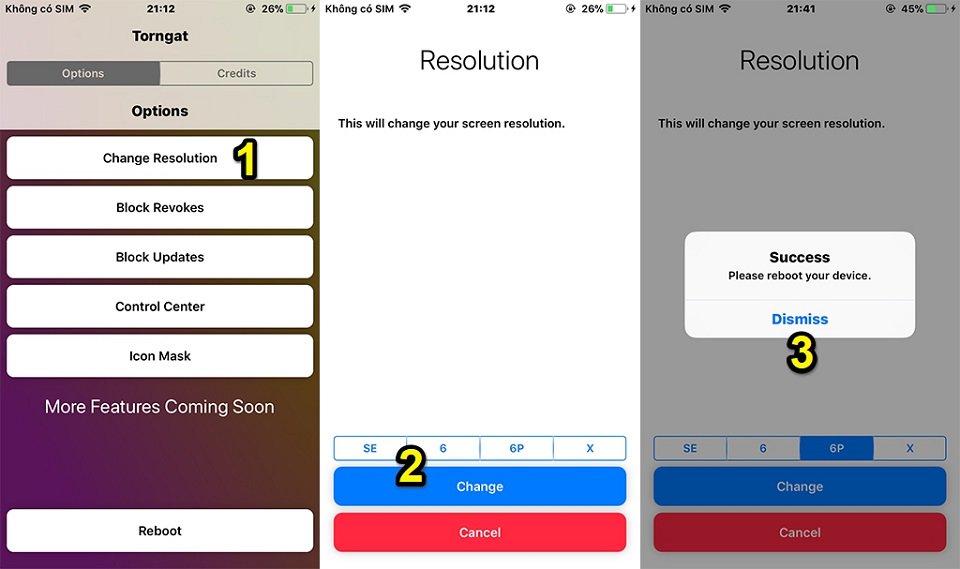 Không có SIM 21:12 26%
Torngat
Options Credits
Options
Change Resolution
1
Block Revokes
Block Updates
Control Center
Icon Mask
More Features Coming Soon
Reboot
Không có SIM 21:12 26%
Resolution
This will change your screen resolution.
SE 6 6P X
2
Change
Cancel
Không có SIM 21:41 45%
Resolution
This will change your screen resolution.
Success
Please reboot your device.
Dismiss
3
SE 6 6P X
Change
Cancel